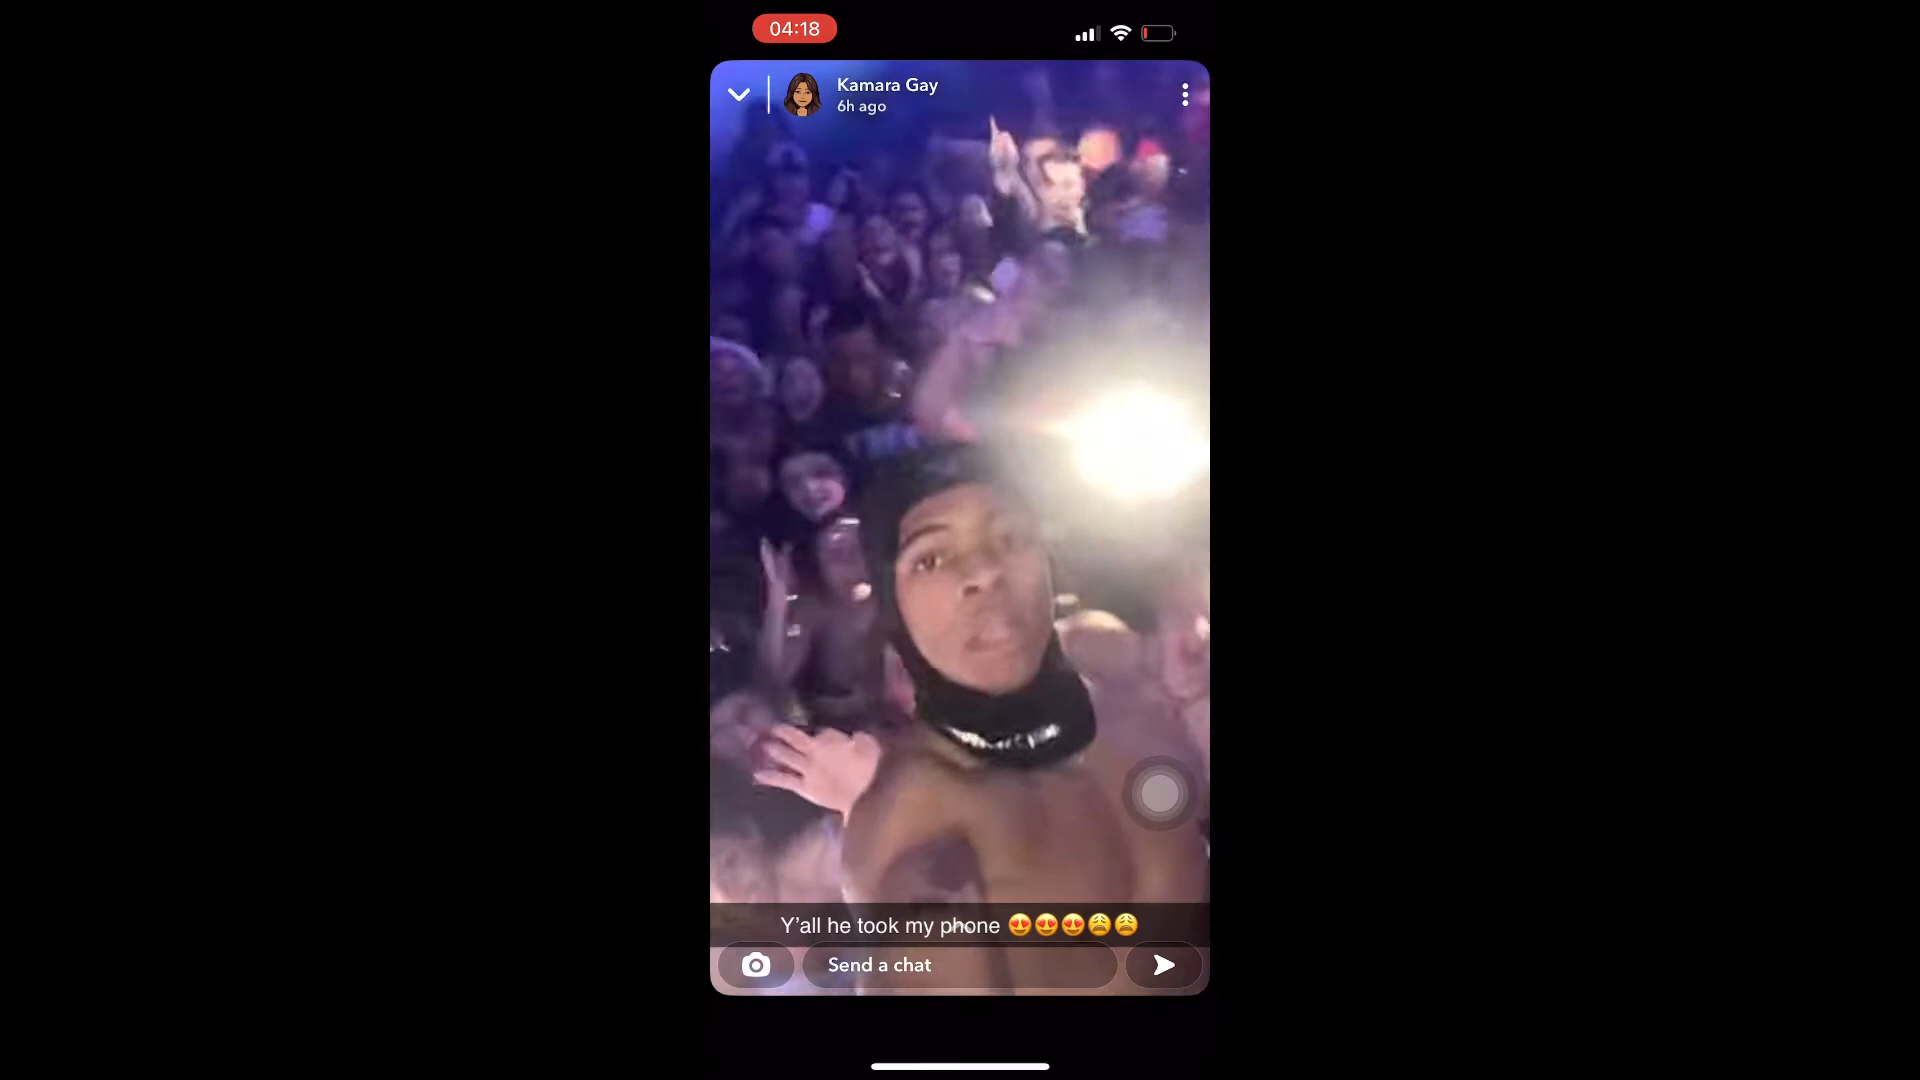 04:18
Kamara Gay
6h ago
Y'all he took my phone 😍😍😍😩😩
Send a chat